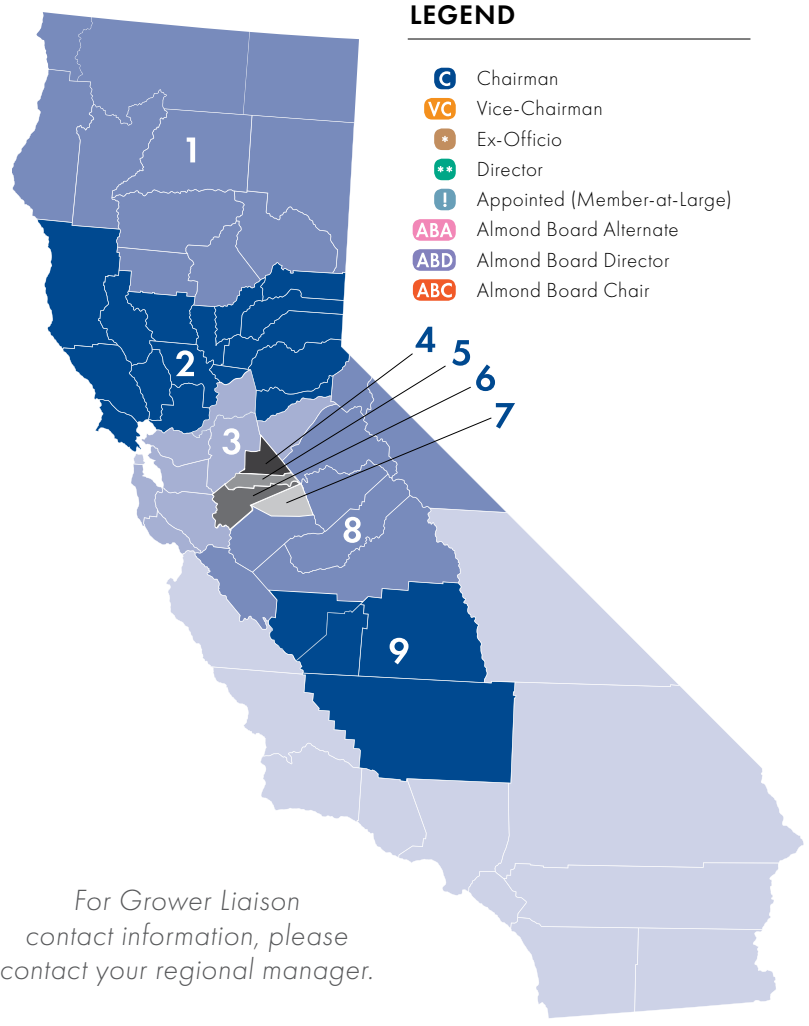 LEGEND
C Chairman
VC Vice-Chairman
* Ex-Officio
** Director
! Appointed (Member-at-Large)
ABA Almond Board Alternate
ABD Almond Board Director
ABC Almond Board Chair
1
2
3
4
5
6
7
8
9
For Grower Liaison
contact information, please
contact your regional manager.